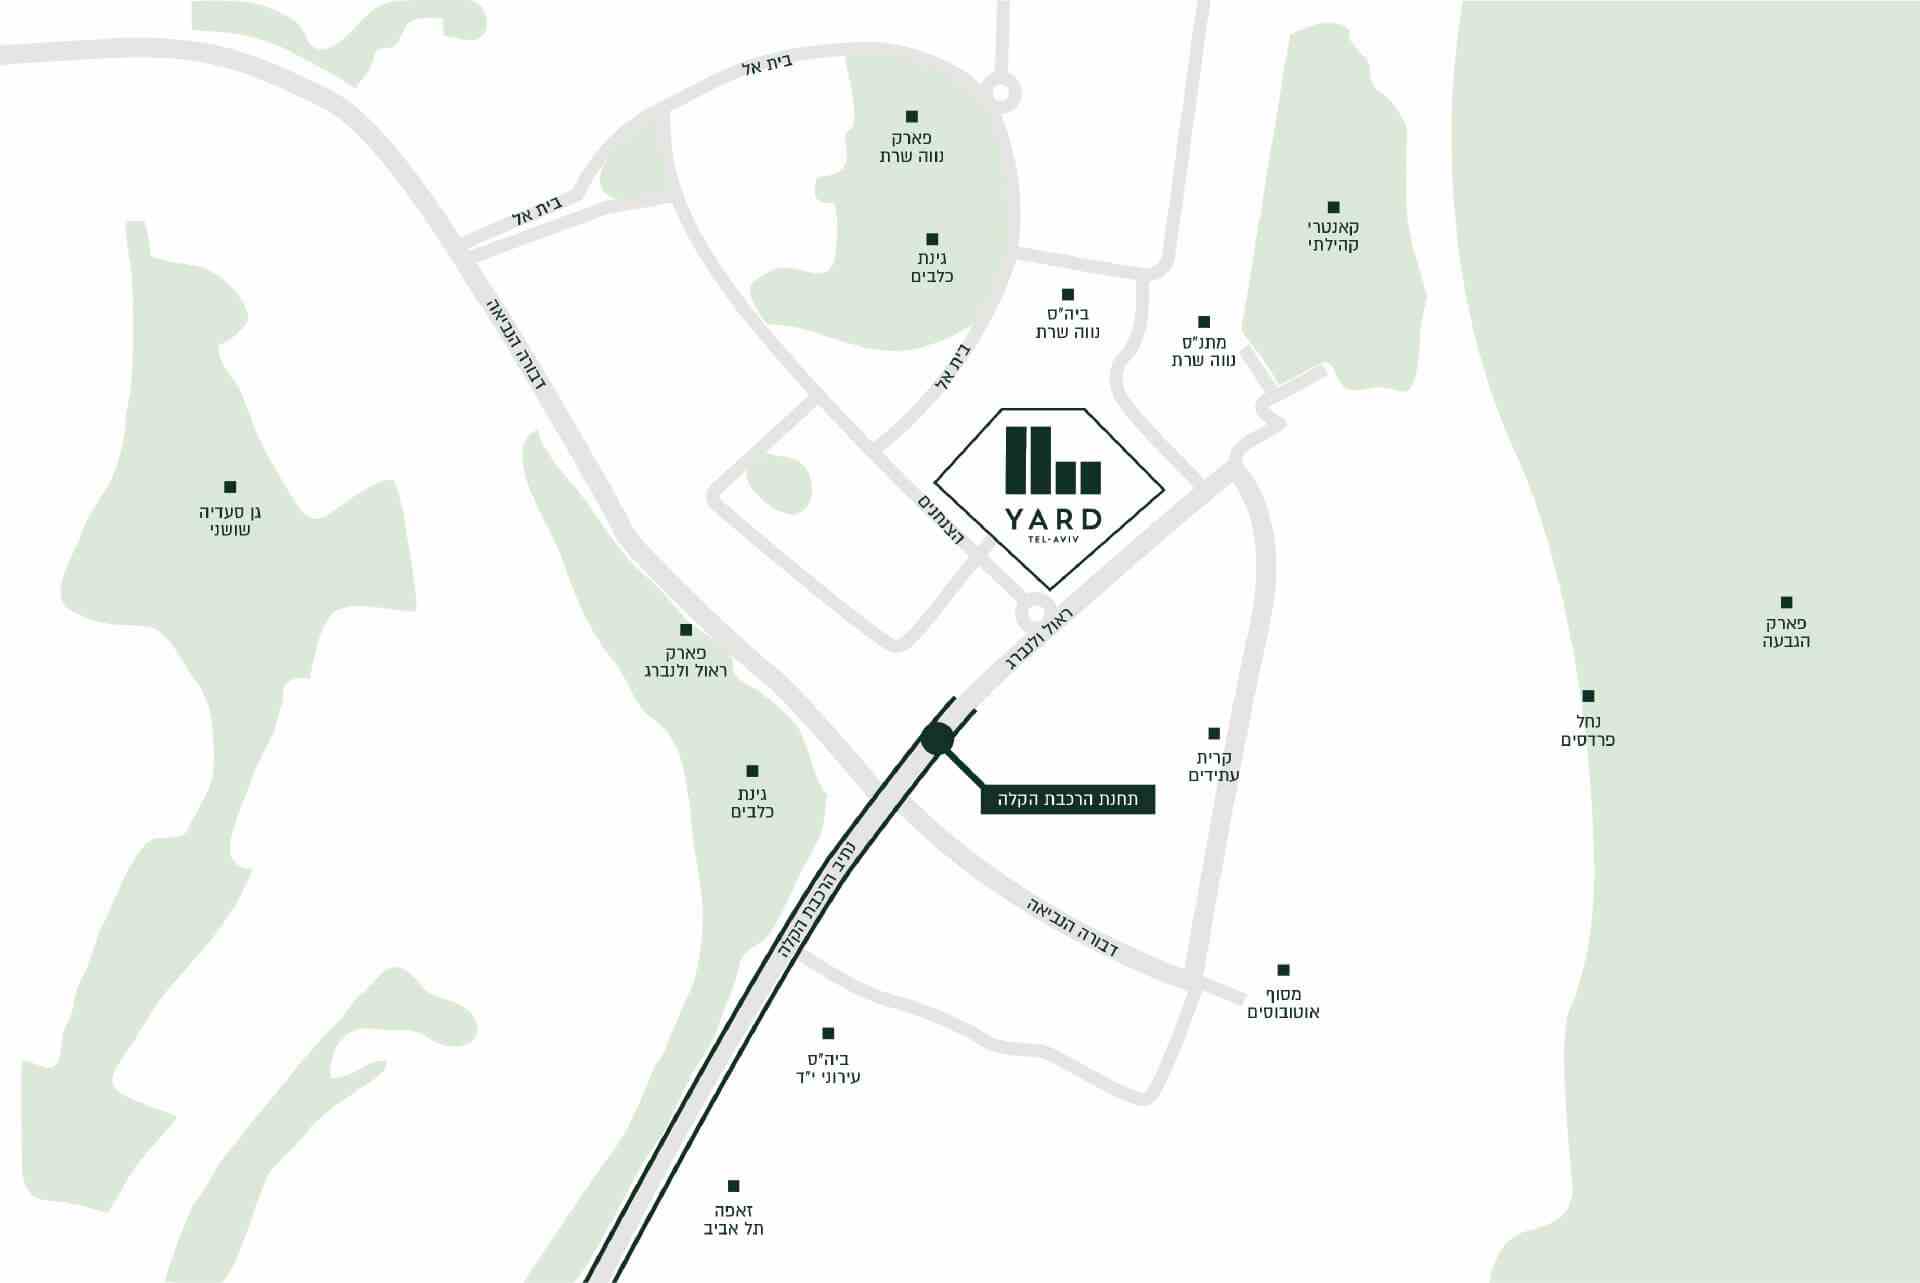 בית אל
פארק
נווה שרת
בית אל
קאנטרי
קהילתי
גינת
כלבים
ביה"ס
נווה שרת
מתנ"ס
נווה שרת
דבורה הנביאה
בית אל
YARD
TEL-AVIV
גן סעדיה
שושני
הצנחנים
ראול ולנברג
פארק
הגבעה
פארק
ראול ולנברג
נחל
פרדסים
קרית
עתידים
גינת
כלבים
תחנת הרכבת הקלה
נתיב הרכבת הקלה
דבורה הנביאה
מסוף
אוטובוסים
ביה"ס
עירוני י"ד
זאפה
תל אביב